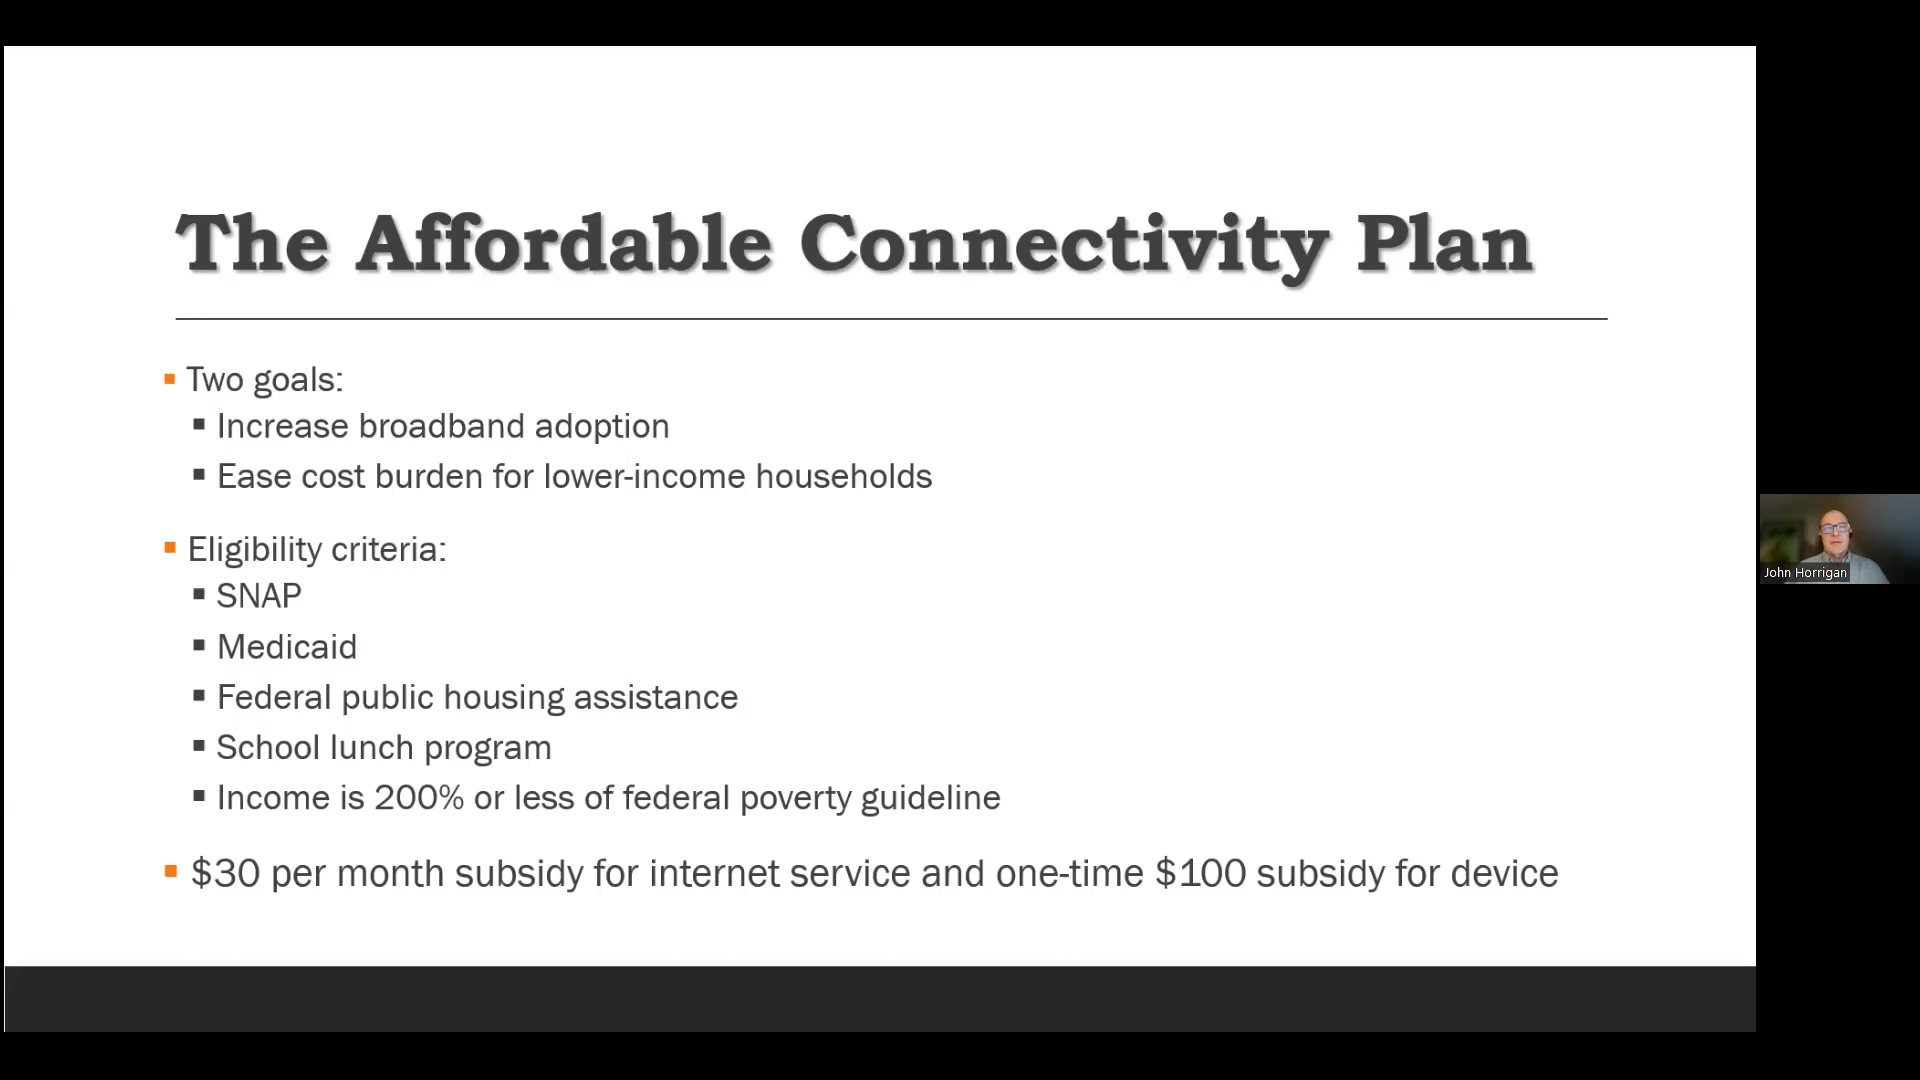 The Affordable Connectivity Plan
Two goals:
Increase broadband adoption
Ease cost burden for lower-income households
Eligibility criteria:
SNAP
Medicaid
Federal public housing assistance
School lunch program
Income is 200% or less of federal poverty guideline
$30 per month subsidy for internet service and one-time $100 subsidy for device
John Horrigan